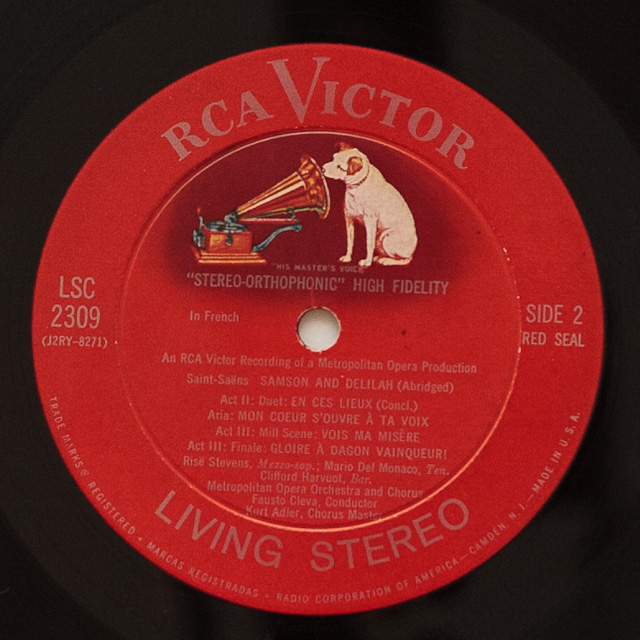 RCA VICTOR
"HIS MASTER'S VOICE"
"STEREO-ORTHOPHONIC" HIGH FIDELITY
LSC
2309
(J2RY-8271)
In French
SIDE 2
RED SEAL
An RCA Victor Recording of a Metropolitan Opera Production
Saint-Saëns SAMSON AND DELILAH (Abridged)
Act II: Duet: EN CES LIEUX (Concl.)
Aria: MON COEUR S'OUVRE À TA VOIX
Act III: Mill Scene: VOIS MA MISÈRE
Act III: Finale: GLOIRE À DAGON VAINQUEUR!
Risë Stevens, Mezzo-sop.; Mario Del Monaco, Ten.
Clifford Harvuot, Bar.
Metropolitan Opera Orchestra and Chorus
Fausto Cleva, Conductor
Kurt Adler, Chorus Master
LIVING STEREO
TRADE MARKS ® REGISTERED • MARCAS REGISTRADAS • RADIO CORPORATION OF AMERICA—CAMDEN, N.J.—MADE IN U.S.A.